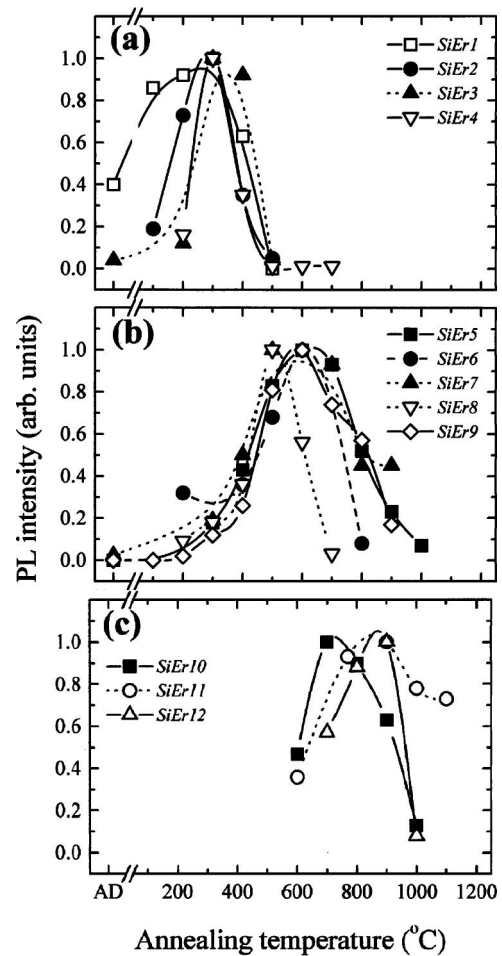 (a)
SiEr1
SiEr2
SiEr3
SiEr4
1.0
0.8
0.6
0.4
0.2
0.0
(b)
SiEr5
SiEr6
SiEr7
SiEr8
SiEr9
1.0
0.8
0.6
0.4
0.2
0.0
PL intensity (arb. units)
(c)
SiEr10
SiEr11
SiEr12
1.0
0.8
0.6
0.4
0.2
0.0
AD 200 400 600 800 1000 1200
Annealing temperature (°C)